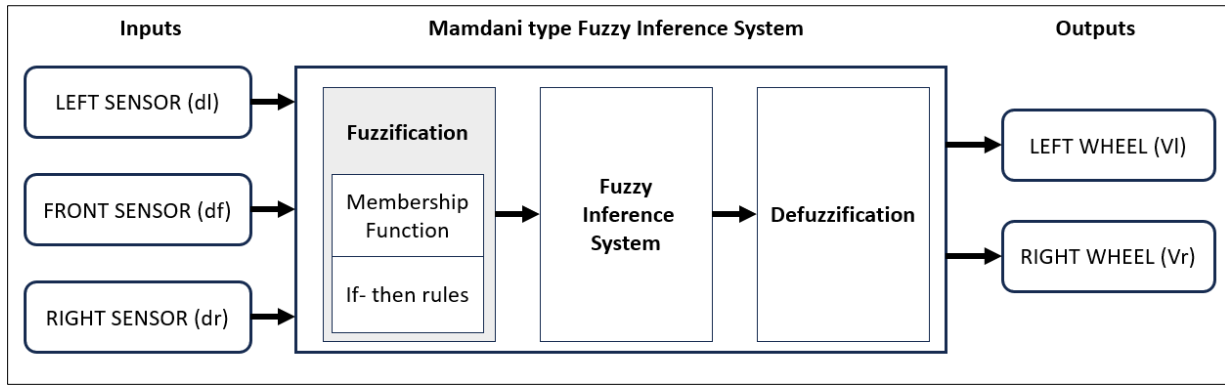 Inputs
Mamdani type Fuzzy Inference System
Outputs
LEFT SENSOR (dl)
FRONT SENSOR (df)
RIGHT SENSOR (dr)
Fuzzification
Membership
Function
If- then rules
Fuzzy
Inference
System
Defuzzification
LEFT WHEEL (Vl)
RIGHT WHEEL (Vr)